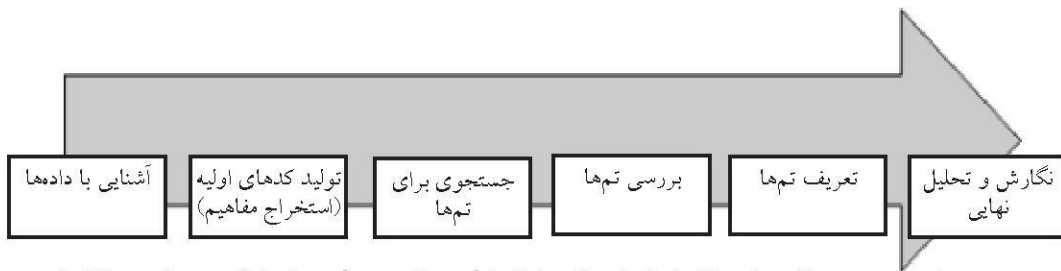 آشنایی با داده‌ها
تولید کدهای اولیه
(استخراج مفاهیم)
جستجوی برای
تم‌ها
بررسی تم‌ها
تعریف تم‌ها
نگارش و تحلیل
نهایی